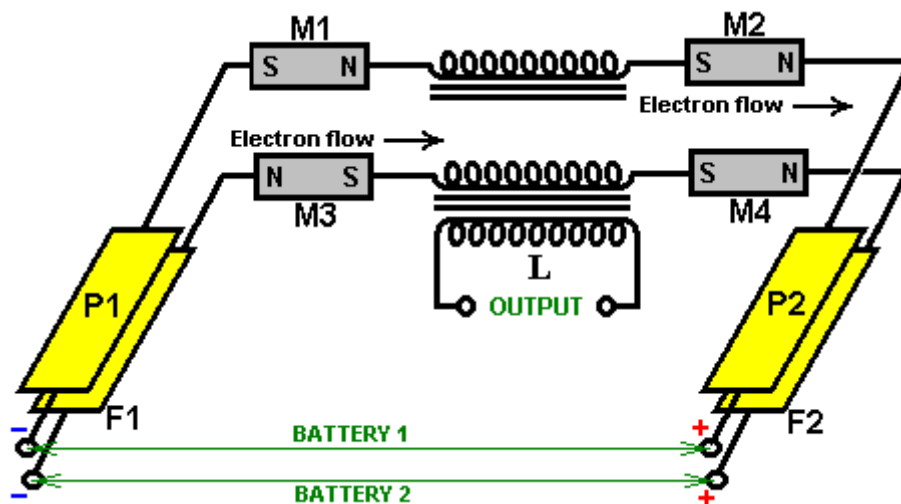 M1
M2
S N
S N
Electron flow
Electron flow
N S
S N
M3
M4
L
OUTPUT
P1
P2
F1
F2
− +
BATTERY 1
BATTERY 2
− +